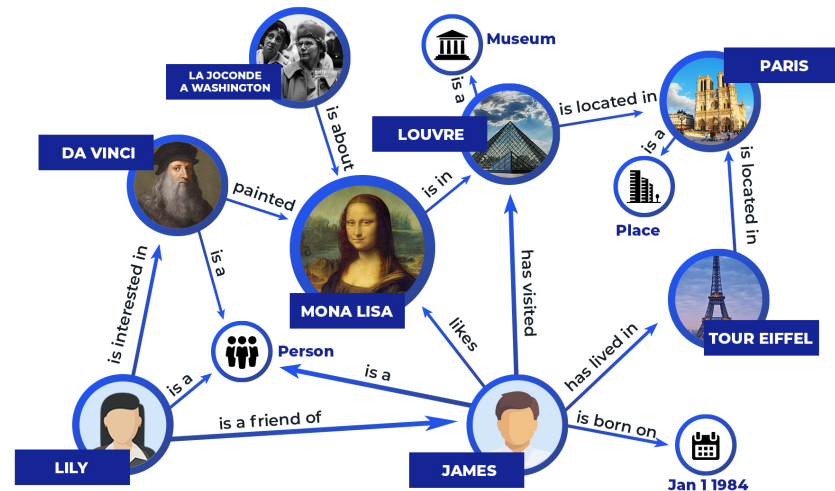 Museum
PARIS
LA JOCONDE
A WASHINGTON
is a
is about
is located in
LOUVRE
is a
DA VINCI
is located in
painted
is in
Place
is a
has visited
is interested in
MONA LISA
likes
TOUR EIFFEL
Person
has lived in
is a
is a
is a friend of
is born on
LILY
JAMES
Jan 1 1984